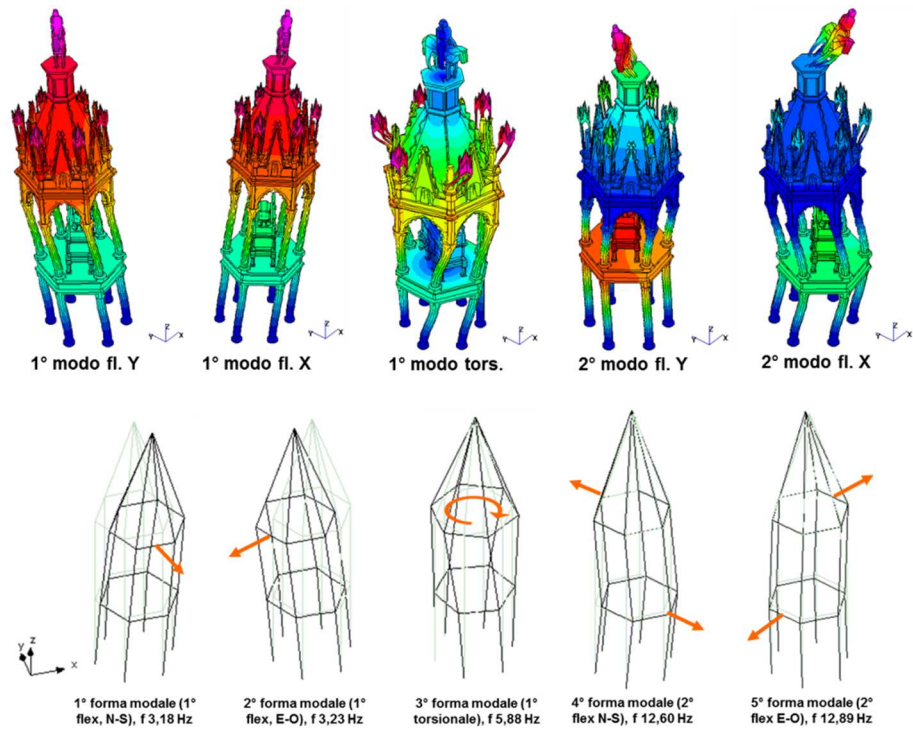 Y Z X
Y Z X
Y Z X
Y Z X
Y Z X
1° modo fl. Y
1° modo fl. X
1° modo tors.
2° modo fl. Y
2° modo fl. X
y z x
1° forma modale (1°
flex, N-S), f 3,18 Hz
2° forma modale (1°
flex, E-O), f 3,23 Hz
3° forma modale (1°
torsionale), f 5,88 Hz
4° forma modale (2°
flex N-S), f 12,60 Hz
5° forma modale (2°
flex E-O), f 12,89 Hz